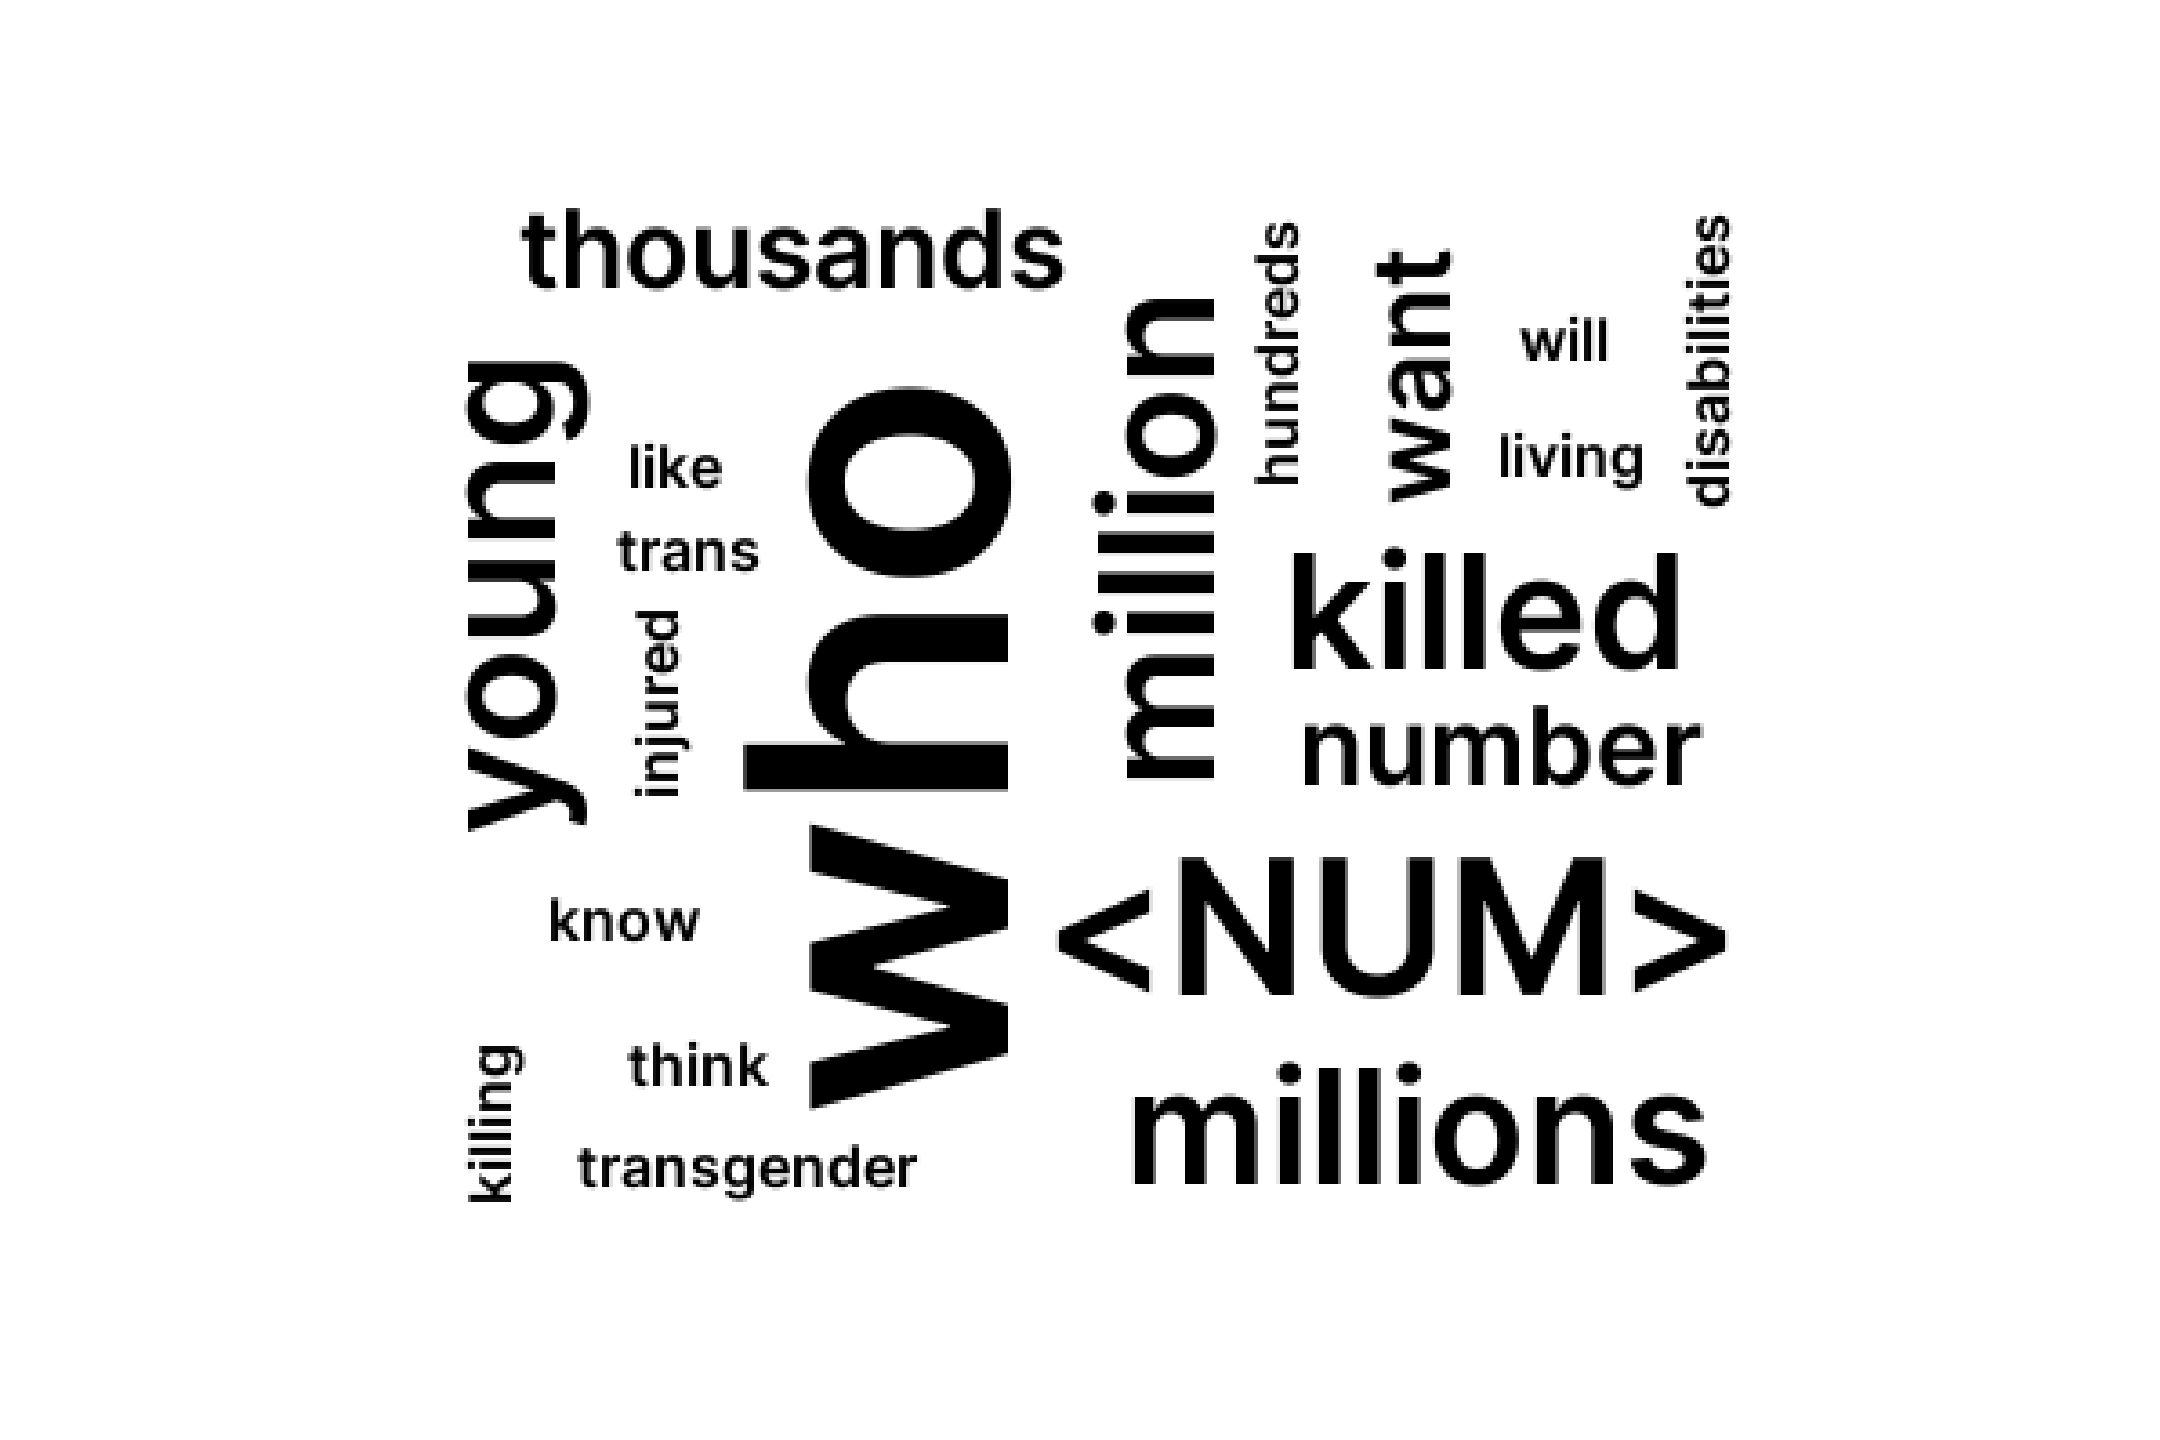 thousands
hundreds
want
will
disabilities
million
young
like
who
living
trans
killed
injured
number
know
<NUM>
think
killing
millions
transgender